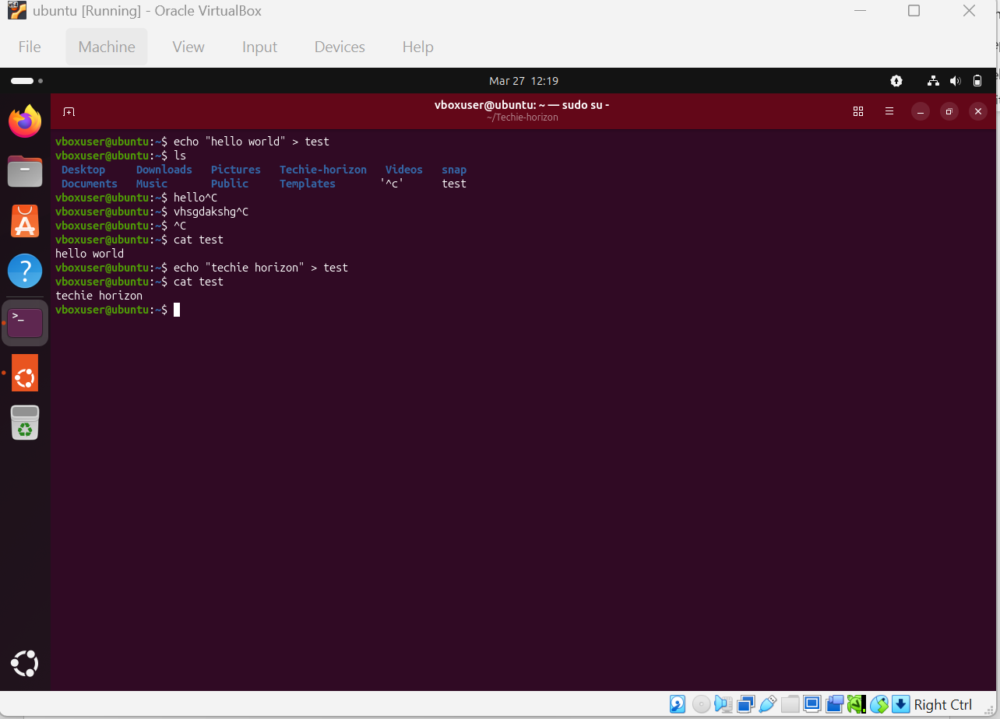 ubuntu [Running] - Oracle VirtualBox
File Machine View Input Devices Help
Mar 27 12:19
vboxuser@ubuntu: ~ — sudo su -
~/Techie-horizon
vboxuser@ubuntu:~$ echo "hello world" > test
vboxuser@ubuntu:~$ ls
Desktop Downloads Pictures Techie-horizon Videos snap
Documents Music Public Templates '^c' test
vboxuser@ubuntu:~$ hello^C
vboxuser@ubuntu:~$ vhsgdakshg^C
vboxuser@ubuntu:~$ ^C
vboxuser@ubuntu:~$ cat test
hello world
vboxuser@ubuntu:~$ echo "techie horizon" > test
vboxuser@ubuntu:~$ cat test
techie horizon
vboxuser@ubuntu:~$
Right Ctrl